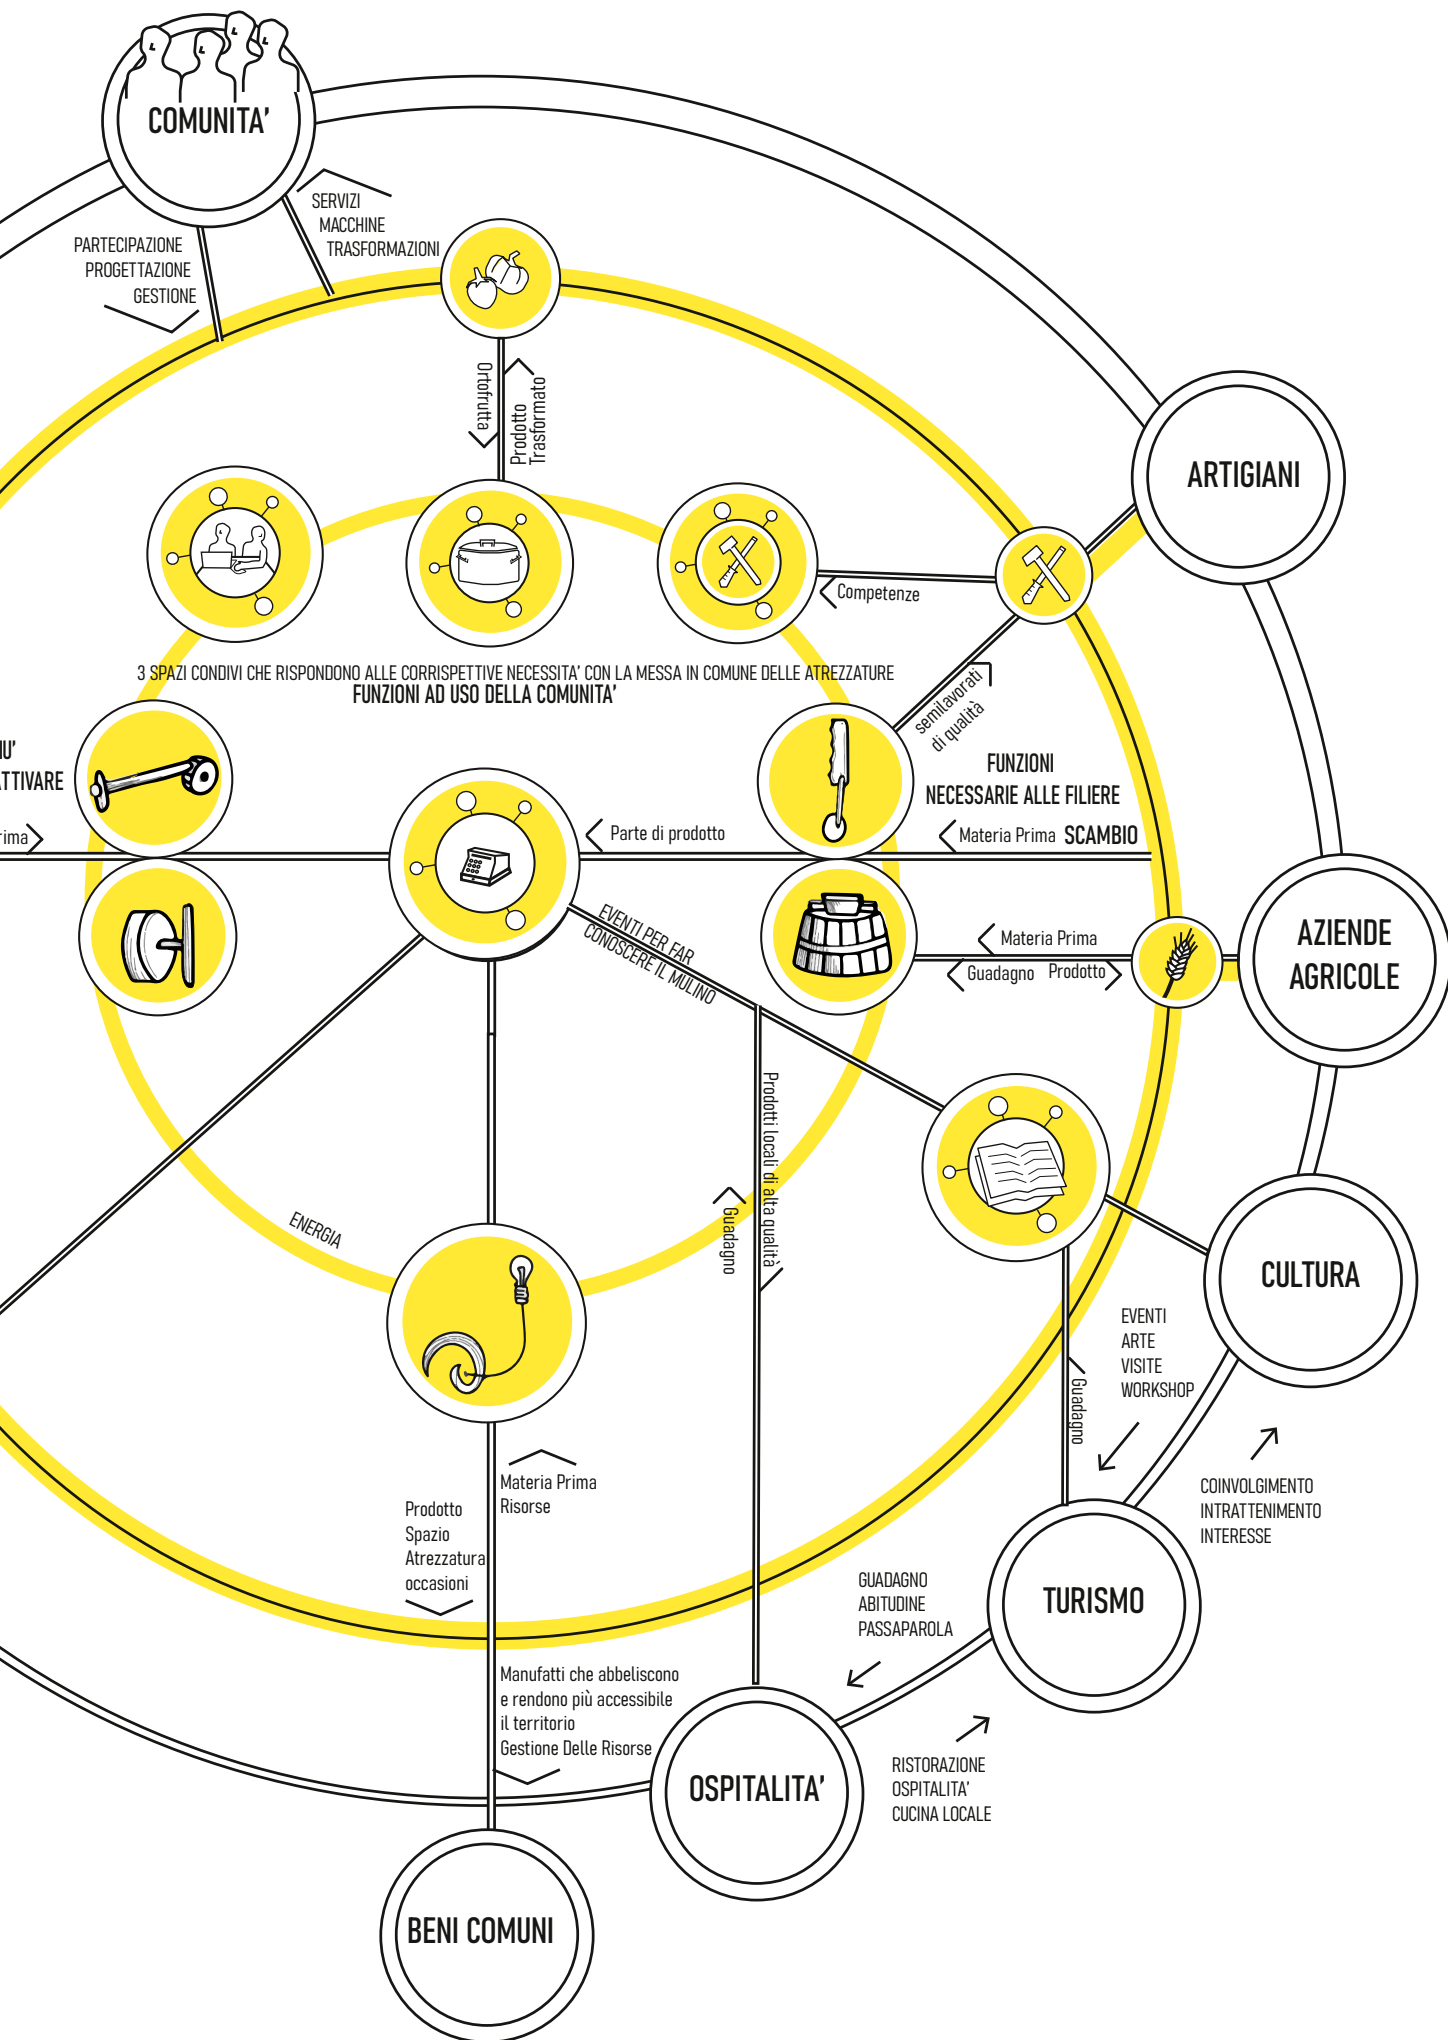 COMUNITA'
SERVIZI
MACCHINE
TRASFORMAZIONI
PARTECIPAZIONE
PROGETTAZIONE
GESTIONE
Ortofrutta
Prodotto
Trasformato
ARTIGIANI
Competenze
3 SPAZI CONDIVI CHE RISPONDONO ALLE CORRISPETTIVE NECESSITA' CON LA MESSA IN COMUNE DELLE ATREZZATURE
FUNZIONI AD USO DELLA COMUNITA'
semilavorati
di qualità
IU'
ATTIVARE
FUNZIONI
NECESSARIE ALLE FILIERE
rima
Parte di prodotto
Materia Prima SCAMBIO
EVENTI PER FAR
CONOSCERE IL MULINO
Materia Prima
Guadagno Prodotto
AZIENDE
AGRICOLE
Prodotti locali di alta qualità
Guadagno
ENERGIA
CULTURA
EVENTI
ARTE
VISITE
WORKSHOP
Guadagno
COINVOLGIMENTO
INTRATTENIMENTO
INTERESSE
Materia Prima
Risorse
Prodotto
Spazio
Atrezzatura
occasioni
GUADAGNO
ABITUDINE
PASSAPAROLA
TURISMO
Manufatti che abbeliscono
e rendono più accessibile
il territorio
Gestione Delle Risorse
OSPITALITA'
RISTORAZIONE
OSPITALITA'
CUCINA LOCALE
BENI COMUNI